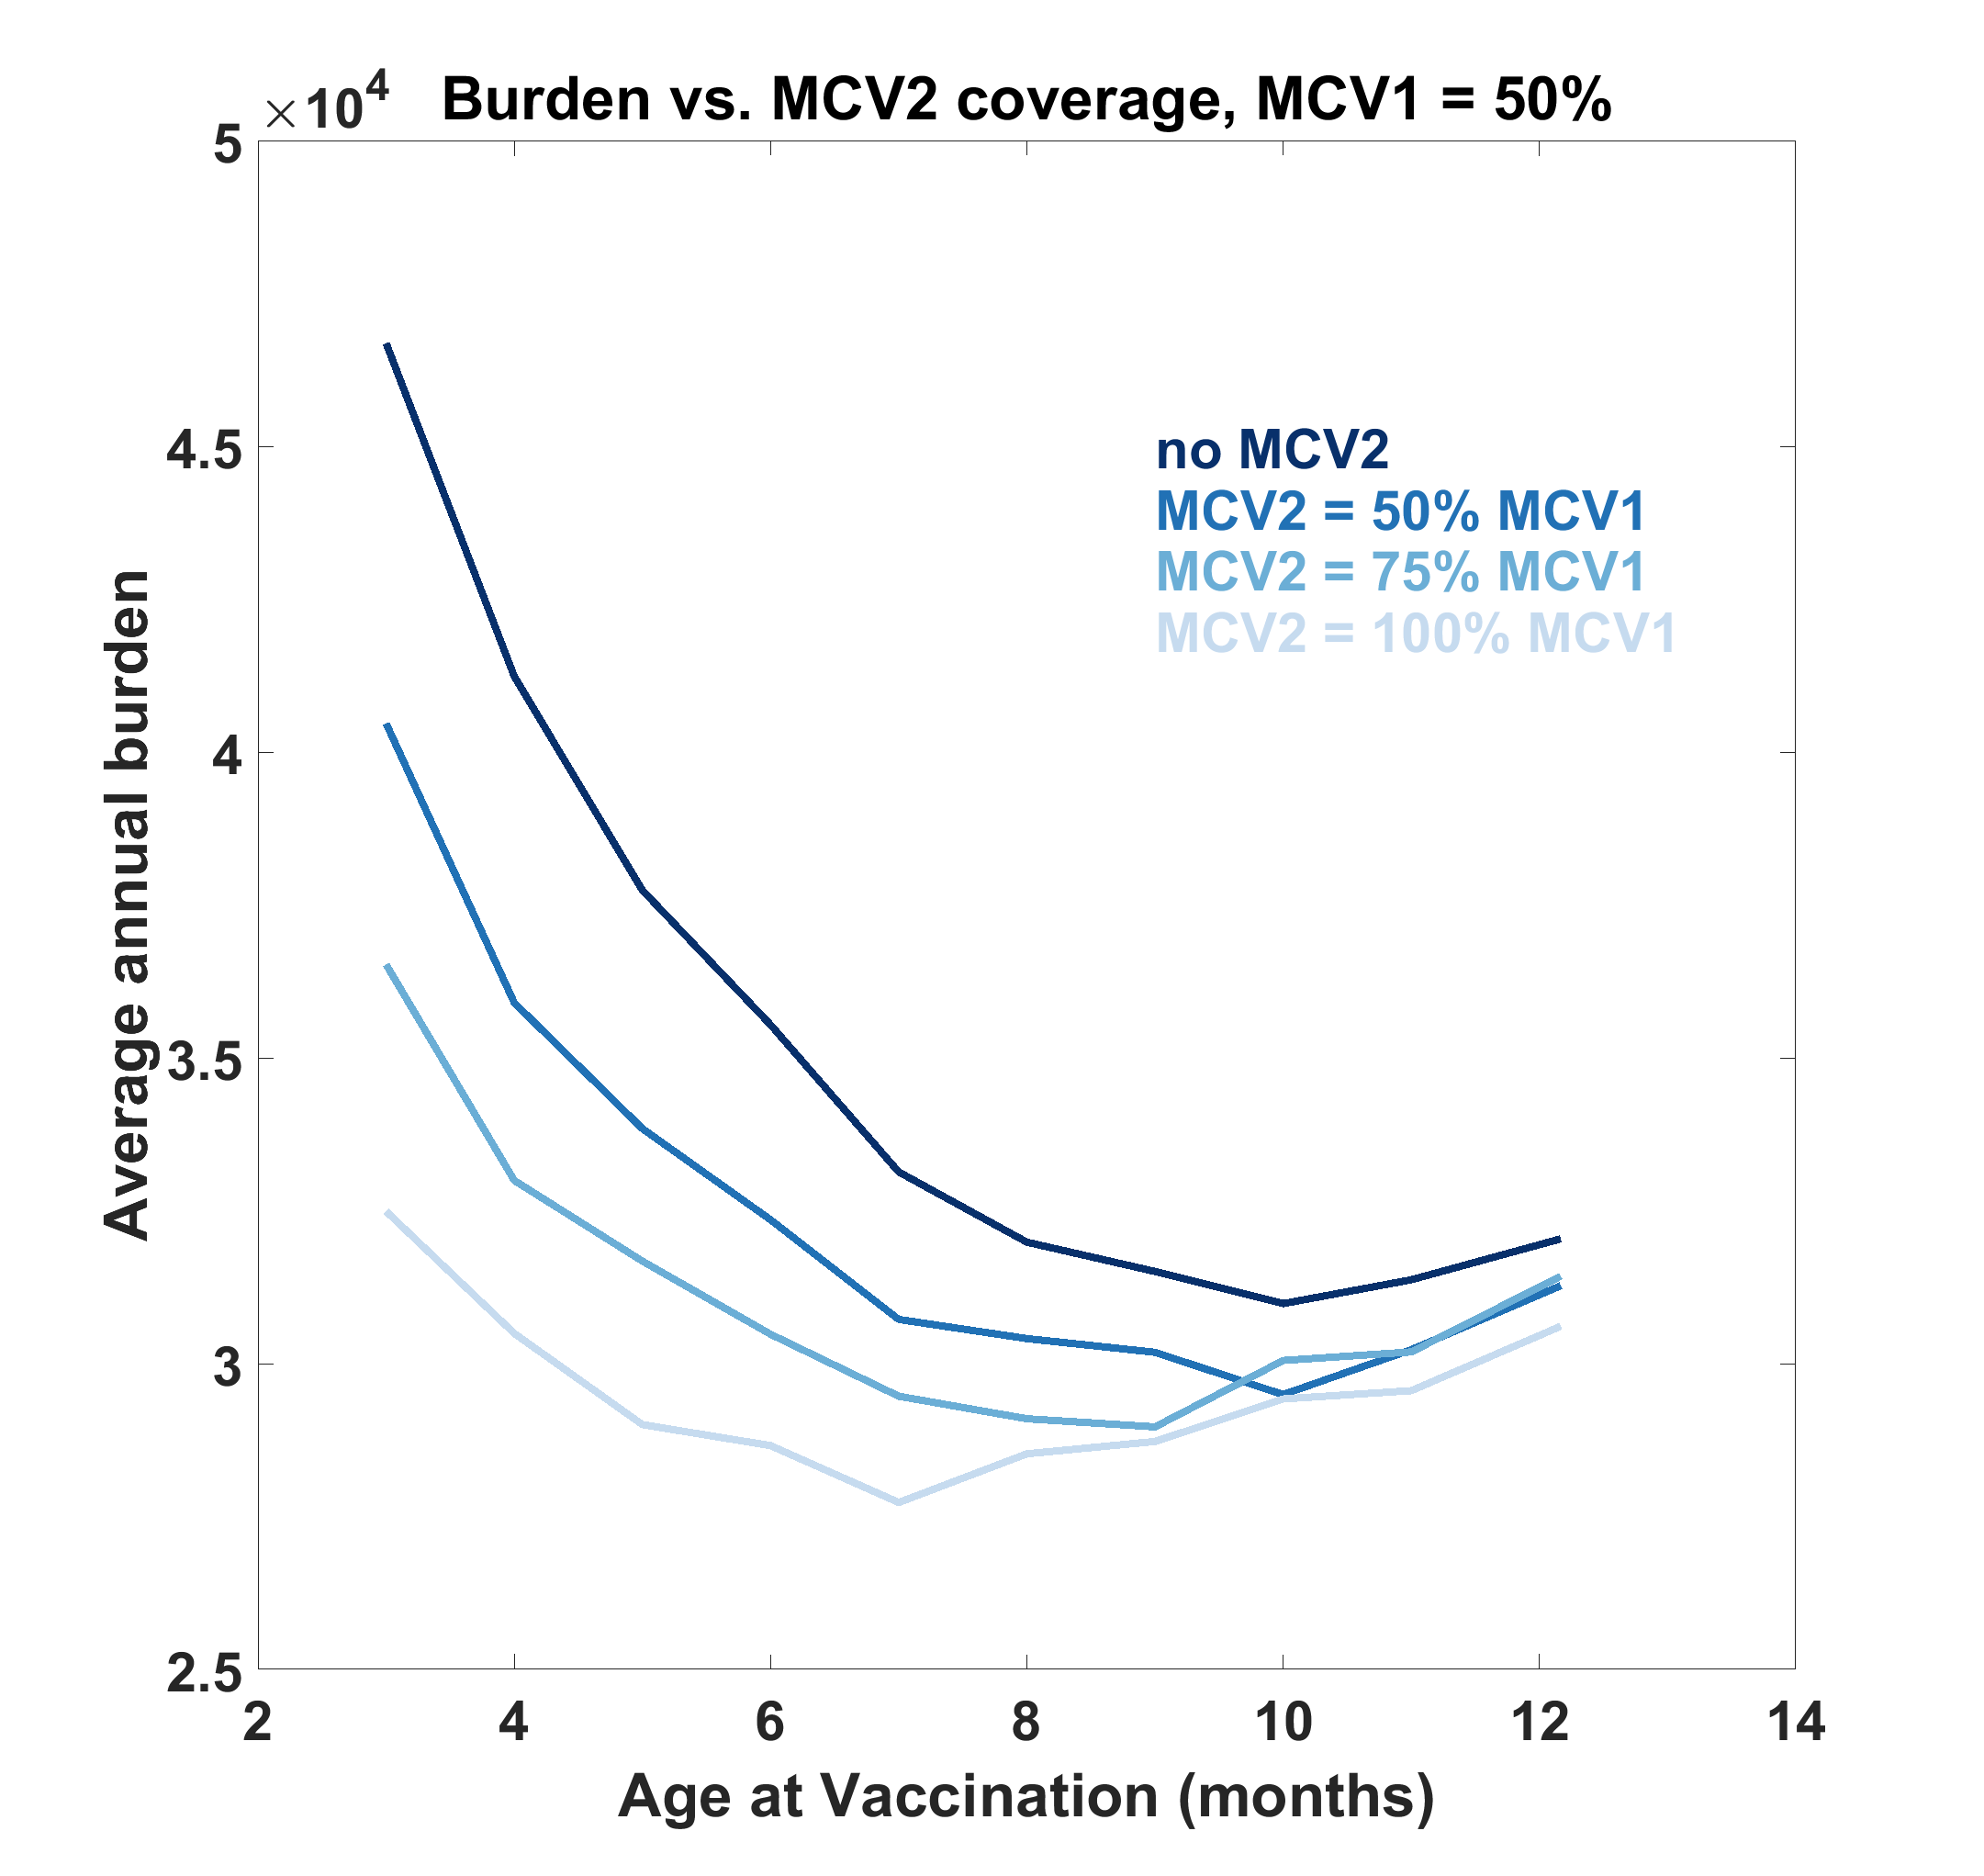 ×10⁴
Burden vs. MCV2 coverage, MCV1 = 50%
5
4.5
4
3.5
3
2.5
Average annual burden
no MCV2
MCV2 = 50% MCV1
MCV2 = 75% MCV1
MCV2 = 100% MCV1
2 4 6 8 10 12 14
Age at Vaccination (months)